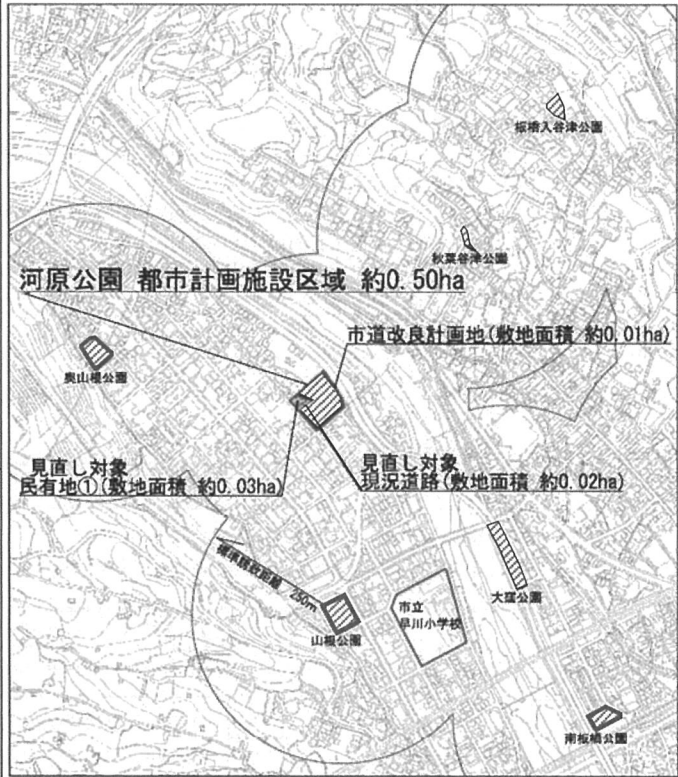 板橋入谷津公園
秋葉谷津公園
河原公園 都市計画施設区域 約0.50ha
市道改良計画地(敷地面積 約0.01ha)
奥山根公園
見直し対象
民有地①(敷地面積 約0.03ha)
見直し対象
現況道路(敷地面積 約0.02ha)
標準誘致距離 250m
大窪公園
市立
早川小学校
山根公園
南板橋公園